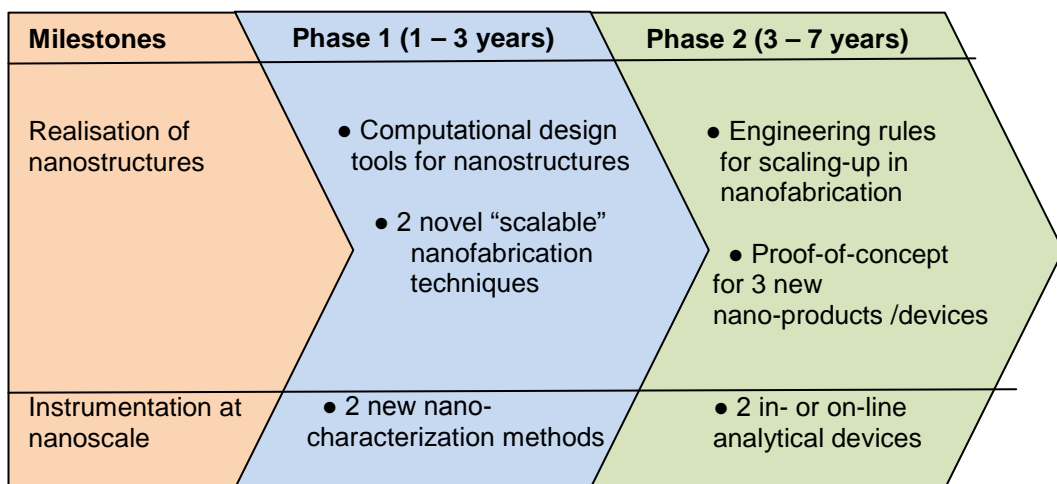 Milestones
Phase 1 (1 – 3 years)
Phase 2 (3 – 7 years)
Realisation of
nanostructures
● Computational design
tools for nanostructures
● 2 novel “scalable”
nanofabrication
techniques
● Engineering rules
for scaling-up in
nanofabrication
● Proof-of-concept
for 3 new
nano-products /devices
Instrumentation at
nanoscale
● 2 new nano-
characterization methods
● 2 in- or on-line
analytical devices